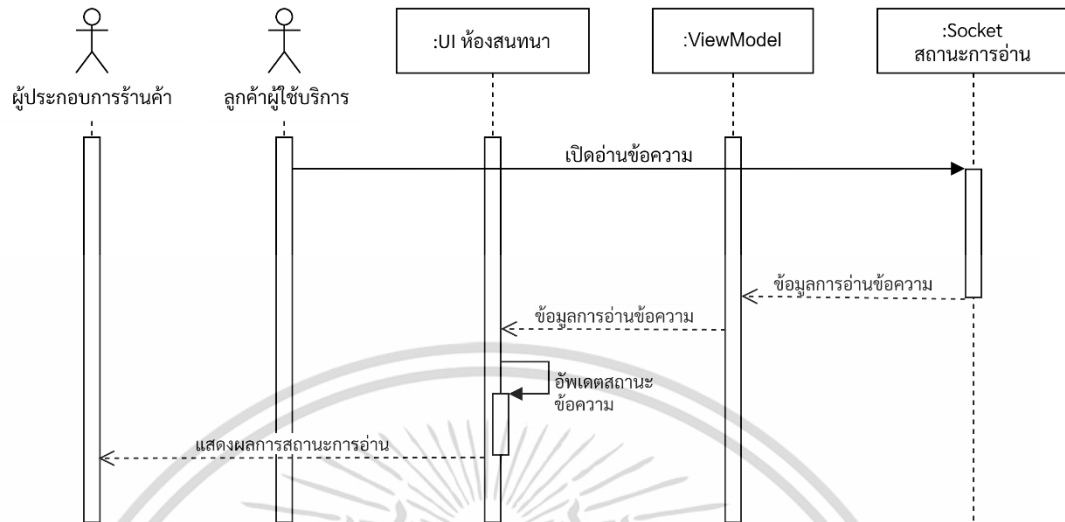 ผู้ประกอบการร้านค้า
ลูกค้าผู้ใช้บริการ
:UI ห้องสนทนา
:ViewModel
:Socket
สถานะการอ่าน
เปิดอ่านข้อความ
ข้อมูลการอ่านข้อความ
ข้อมูลการอ่านข้อความ
อัพเดตสถานะ
ข้อความ
แสดงผลการสถานะการอ่าน